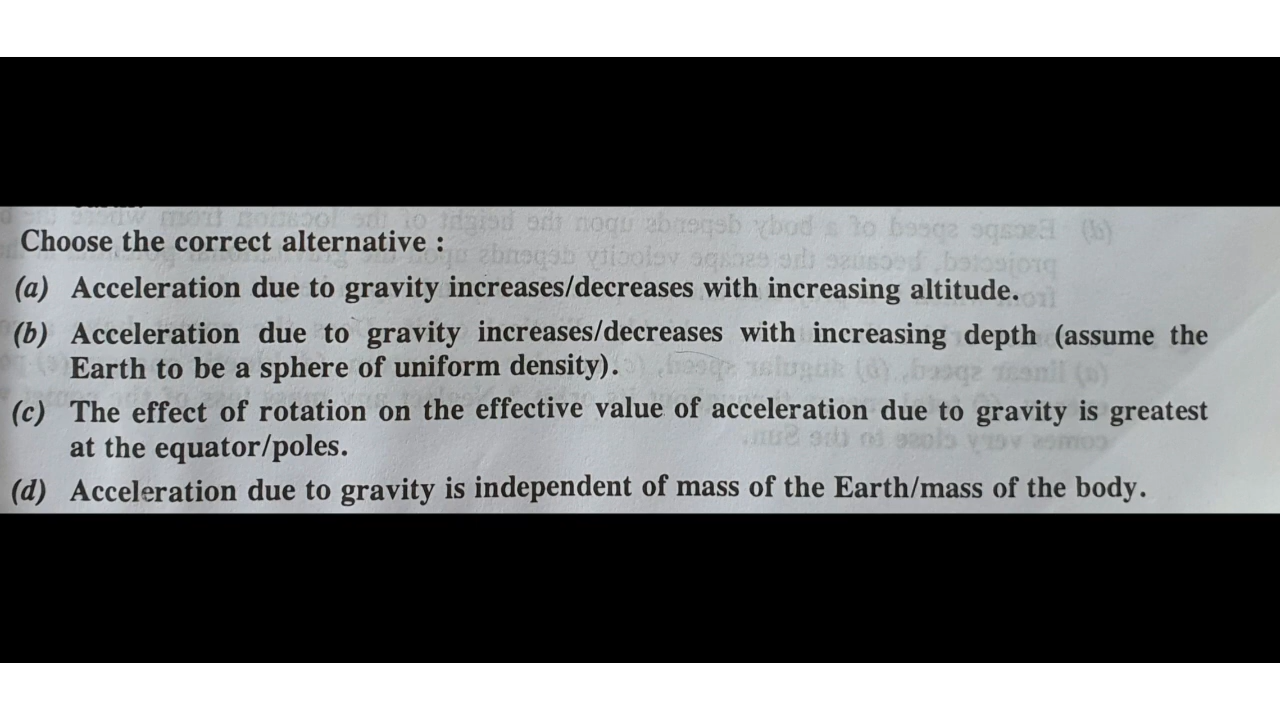 Choose the correct alternative :
(a) Acceleration due to gravity increases/decreases with increasing altitude.
(b) Acceleration due to gravity increases/decreases with increasing depth (assume the
Earth to be a sphere of uniform density).
(c) The effect of rotation on the effective value of acceleration due to gravity is greatest
at the equator/poles.
(d) Acceleration due to gravity is independent of mass of the Earth/mass of the body.